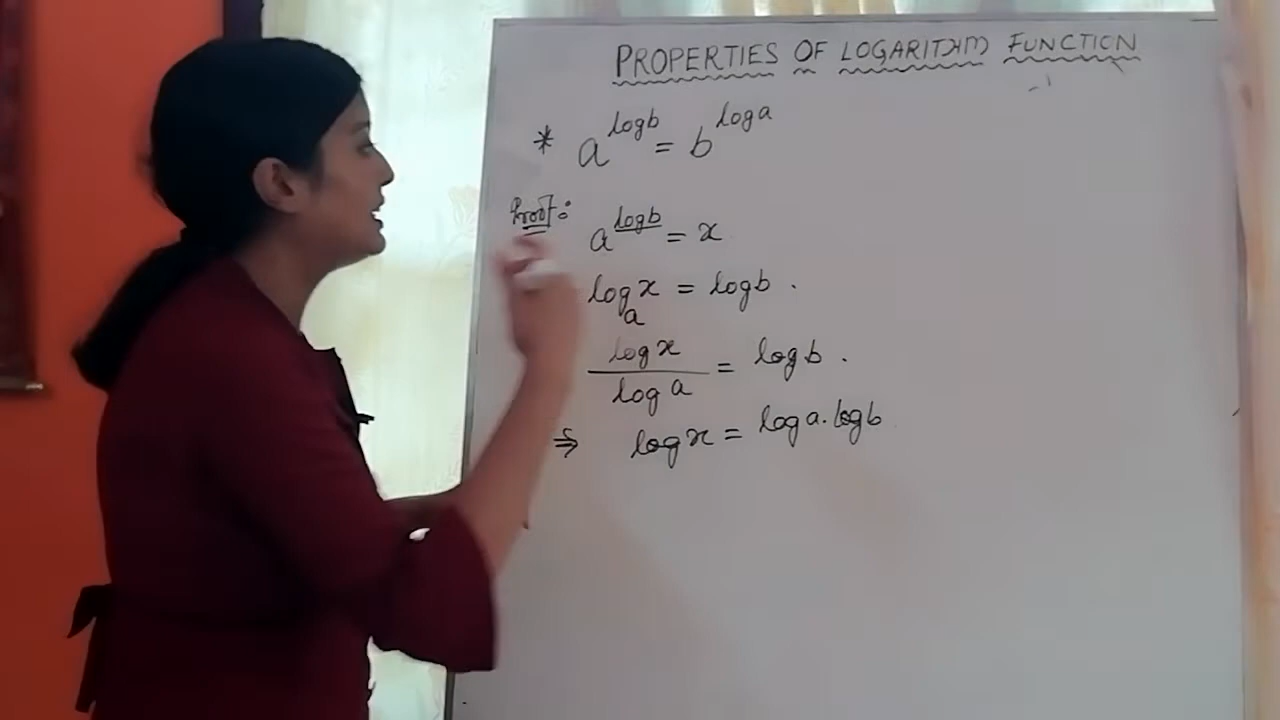 PROPERTIES OF LOGARITHM FUNCTION
* a^{log b} = b^{log a}
Proof: a^{log b} = x
log_a x = log b .
log x / log a = log b .
⇒ log x = log a . log b